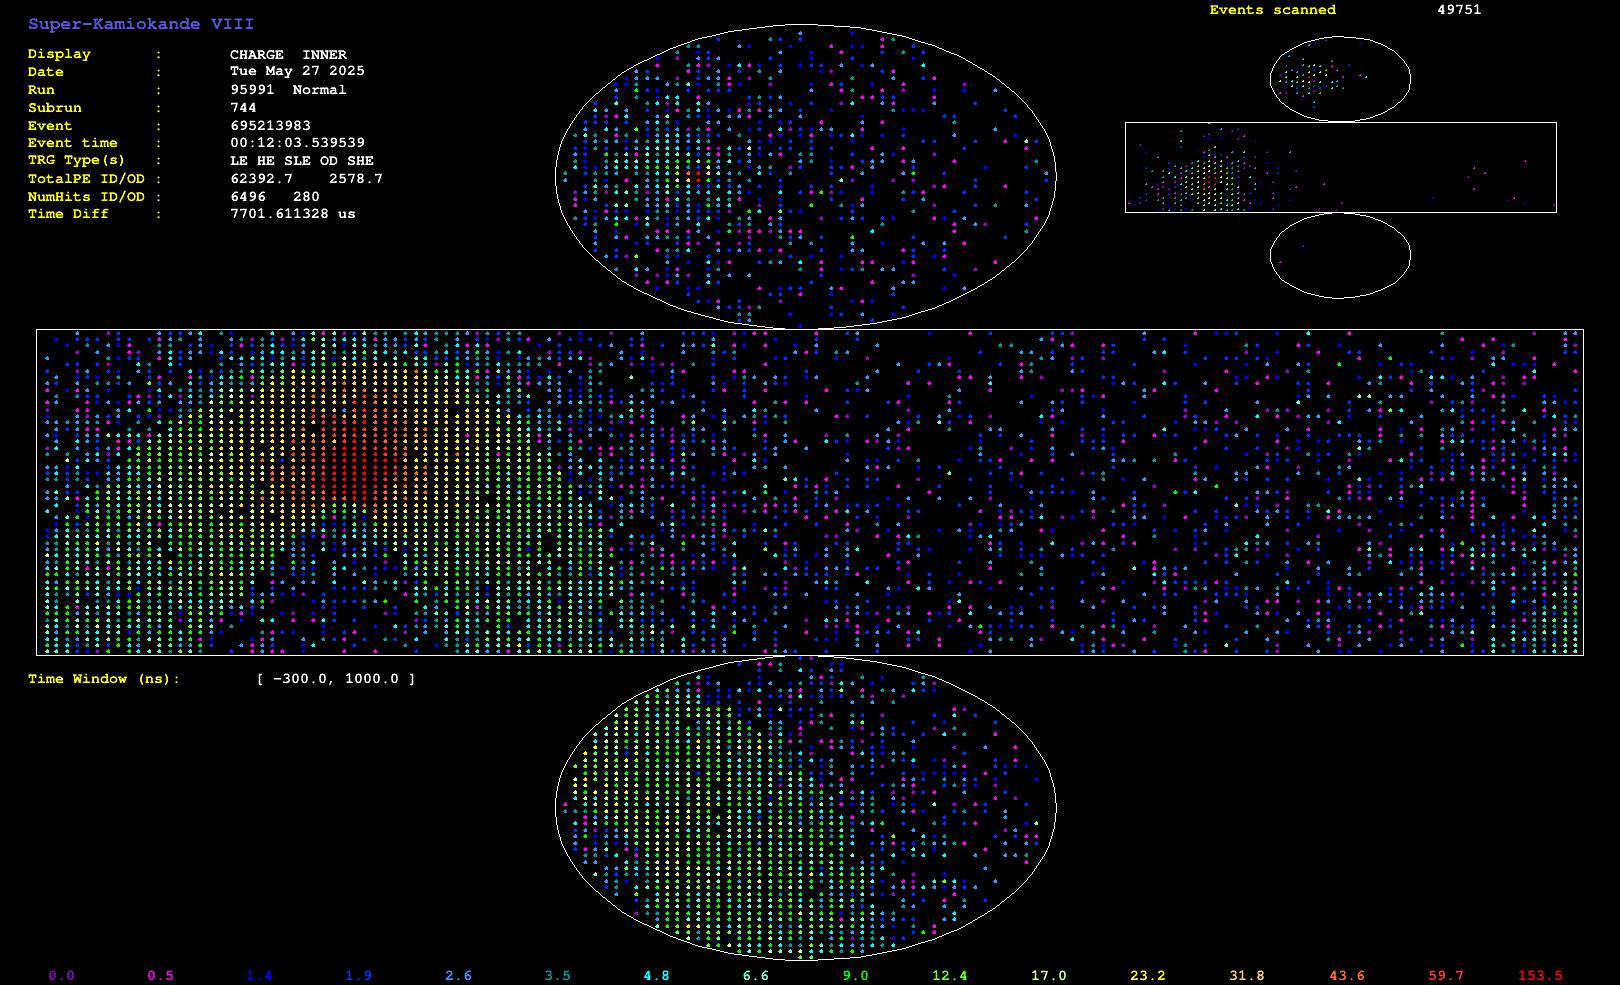 Super-Kamiokande VIII
Events scanned 49751
Display : CHARGE INNER
Date : Tue May 27 2025
Run : 95991 Normal
Subrun : 744
Event : 695213983
Event time : 00:12:03.539539
TRG Type(s) : LE HE SLE OD SHE
TotalPE ID/OD : 62392.7 2578.7
NumHits ID/OD : 6496 280
Time Diff : 7701.611328 us
Time Window (ns): [ -300.0, 1000.0 ]
0.0 0.5 1.4 1.9 2.6 3.5 4.8 6.6 9.0 12.4 17.0 23.2 31.8 43.6 59.7 153.5